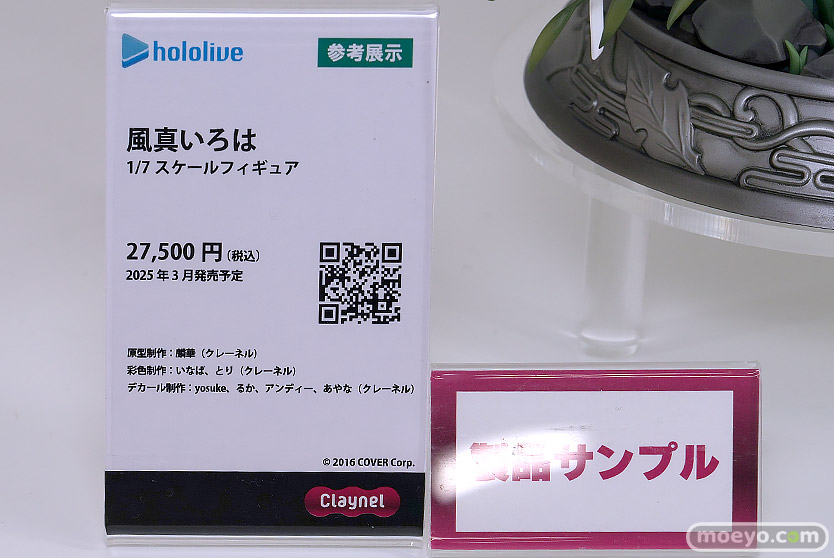 hololive
参考展示
風真いろは
1/7 スケールフィギュア
27,500 円（税込）
2025 年 3 月発売予定
原型制作：麟華（クレーネル）
彩色制作：いなば、とり（クレーネル）
デカール制作：yosuke、るか、アンディー、あやな（クレーネル）
© 2016 COVER Corp.
Claynel
製品サンプル
moeyo.com